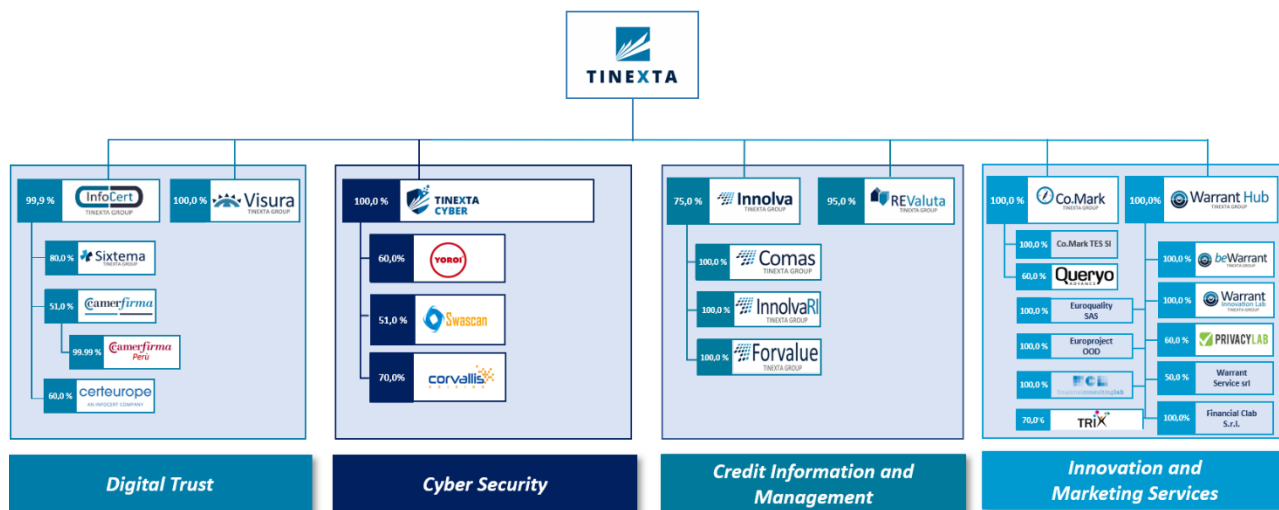 TINEXTA
99,9 %
InfoCert
TINEXTA GROUP
100,0 %
Visura
TINEXTA GROUP
80,0 %
Sixtema
TINEXTA GROUP
51,0 %
Camerfirma
99.99 %
Camerfirma
Perù
60,0 %
certeurope
AN INFOCERT COMPANY
Digital Trust
100,0 %
TINEXTA
CYBER
60,0%
YOROI
51,0 %
Swascan
70,0%
corvallis
HOLDING
Cyber Security
75,0 %
Innolva
TINEXTA GROUP
95,0 %
REValuta
TINEXTA GROUP
100,0 %
Comas
TINEXTA GROUP
100,0 %
InnolvaRI
TINEXTA GROUP
100,0 %
Forvalue
TINEXTA GROUP
Credit Information and
Management
100,0 %
Co.Mark
TINEXTA GROUP
100,0 %
Co.Mark TES Sl
60,0 %
Queryo
ADVANCE
100,0%
Warrant Hub
TINEXTA GROUP
100,0 %
beWarrant
TINEXTA GROUP
100,0 %
Warrant
Innovation Lab
TINEXTA GROUP
100,0 %
Euroquality
SAS
60,0 %
PRIVACYLAB
100,0 %
Europroject
OOD
50,0 %
Warrant
Service srl
100,0 %
FCL
financialconsultinglab
100,0%
Financial Clab
S.r.l.
70,0%
TRIX
Innovation and
Marketing Services